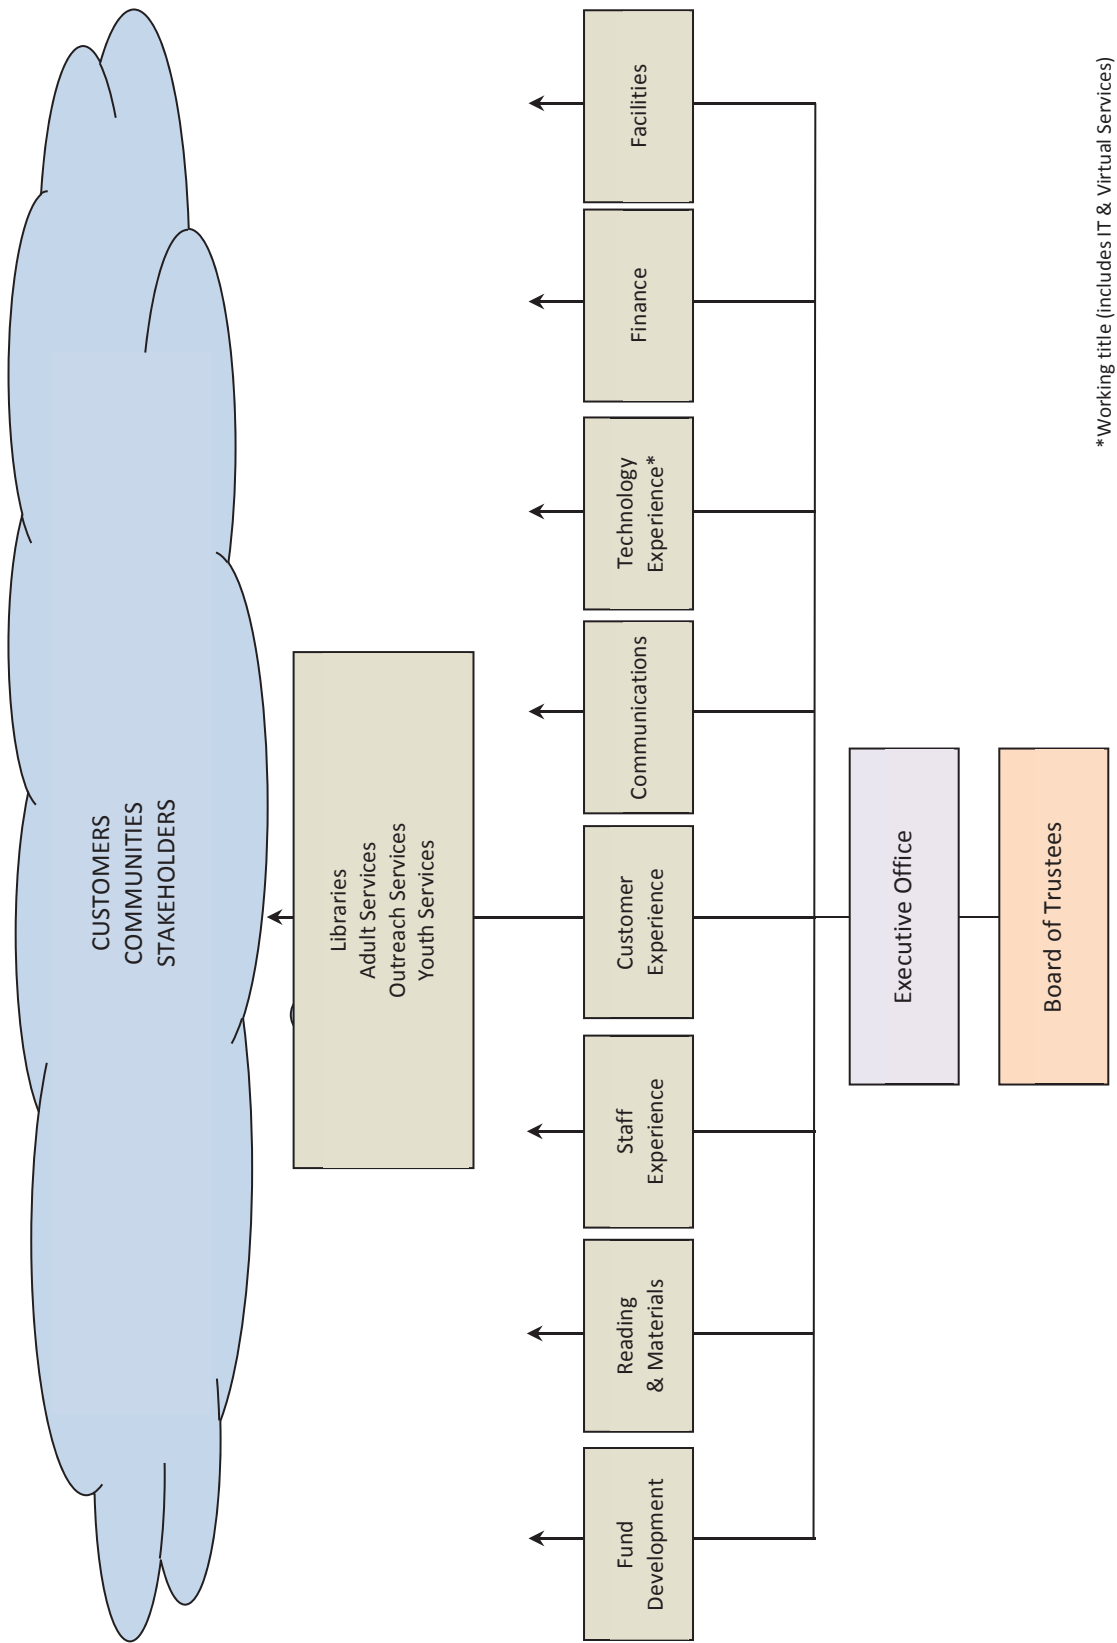 CUSTOMERS
COMMUNITIES
STAKEHOLDERS
Libraries
Adult Services
Outreach Services
Youth Services
Fund
Development
Reading
& Materials
Staff
Experience
Customer
Experience
Communications
Technology
Experience*
Finance
Facilities
Executive Office
Board of Trustees
*Working title (includes IT & Virtual Services)